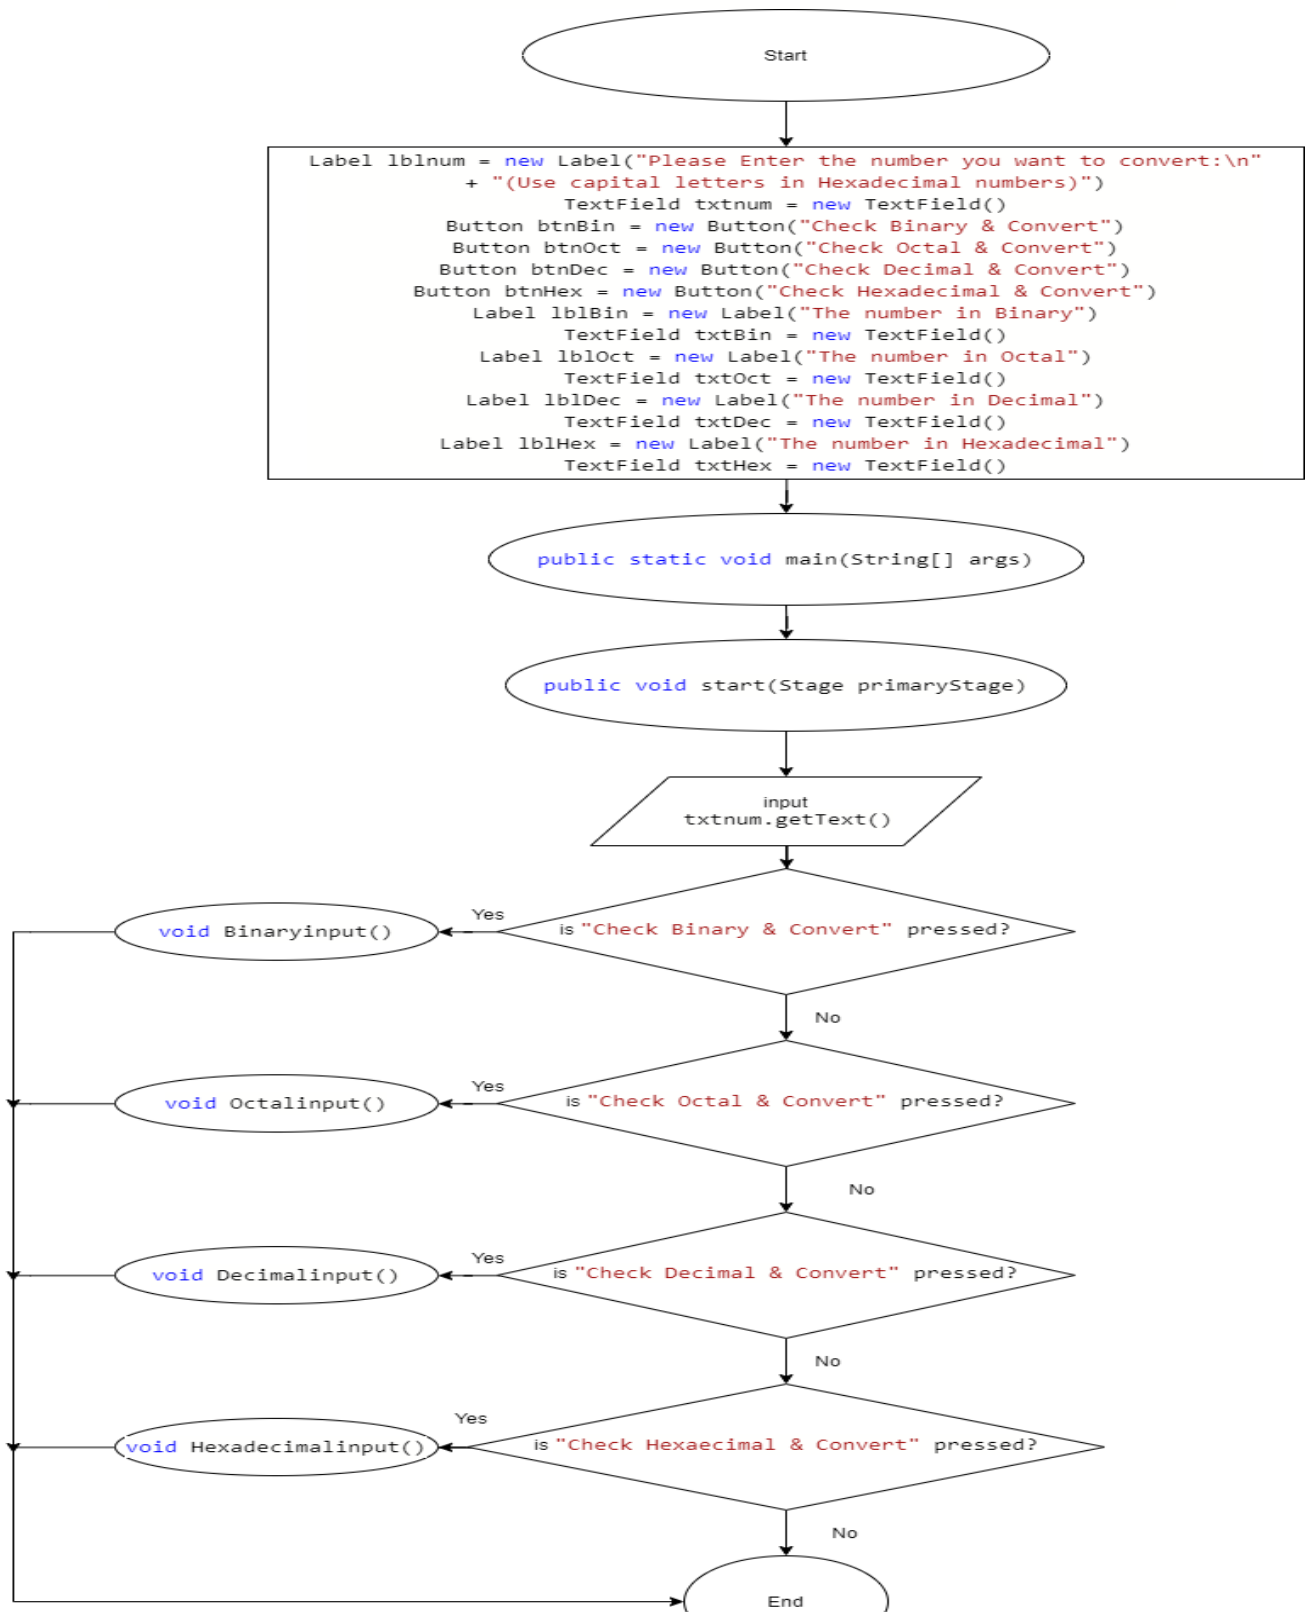 Start
Label lblnum = new Label("Please Enter the number you want to convert:\n"
+ "(Use capital letters in Hexadecimal numbers)")
TextField txtnum = new TextField()
Button btnBin = new Button("Check Binary & Convert")
Button btnOct = new Button("Check Octal & Convert")
Button btnDec = new Button("Check Decimal & Convert")
Button btnHex = new Button("Check Hexadecimal & Convert")
Label lblBin = new Label("The number in Binary")
TextField txtBin = new TextField()
Label lblOct = new Label("The number in Octal")
TextField txtOct = new TextField()
Label lblDec = new Label("The number in Decimal")
TextField txtDec = new TextField()
Label lblHex = new Label("The number in Hexadecimal")
TextField txtHex = new TextField()
public static void main(String[] args)
public void start(Stage primaryStage)
input
txtnum.getText()
is "Check Binary & Convert" pressed?
Yes
void Binaryinput()
No
is "Check Octal & Convert" pressed?
Yes
void Octalinput()
No
is "Check Decimal & Convert" pressed?
Yes
void Decimalinput()
No
is "Check Hexaecimal & Convert" pressed?
Yes
void Hexadecimalinput()
No
End